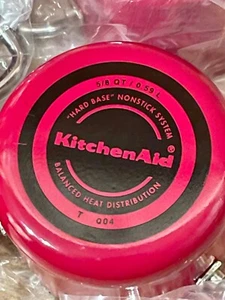 5/8 QT / 0.59 L
"HARD BASE" NONSTICK SYSTEM
KitchenAid®
BALANCED HEAT DISTRIBUTION
T 004